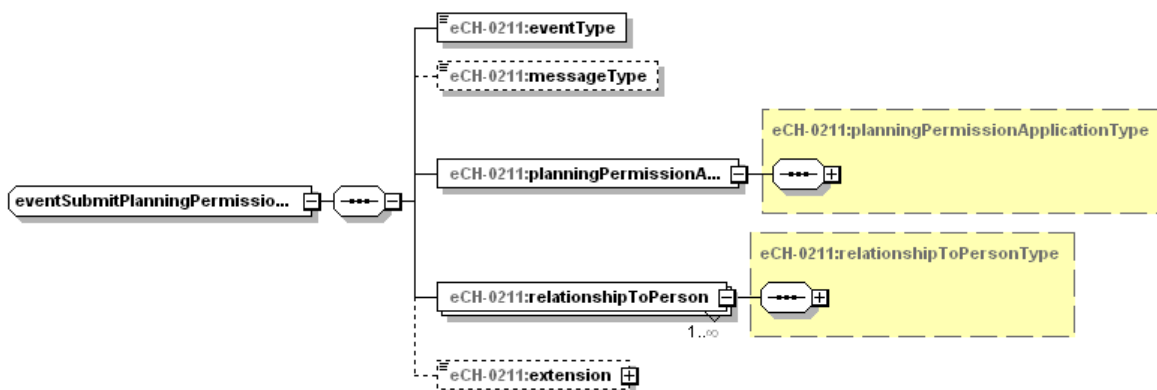 eCH-0211:eventType
eCH-0211:messageType
eCH-0211:planningPermissionApplicationType
eCH-0211:planningPermissionA...
eventSubmitPlanningPermissio...
eCH-0211:relationshipToPersonType
eCH-0211:relationshipToPerson
1..∞
eCH-0211:extension